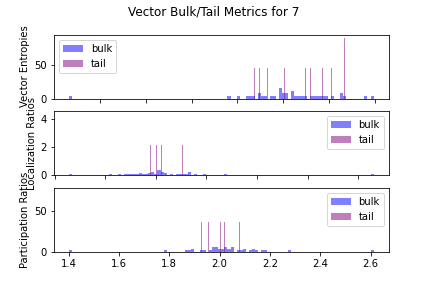 Vector Bulk/Tail Metrics for 7
Vector Entropies
50
0
bulk
tail
Localization Ratios
4
2
0
bulk
tail
Participation Ratios
50
0
bulk
tail
1.4 1.6 1.8 2.0 2.2 2.4 2.6